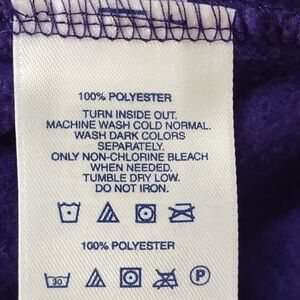 100% POLYESTER
TURN INSIDE OUT.
MACHINE WASH COLD NORMAL.
WASH DARK COLORS
SEPARATELY.
ONLY NON-CHLORINE BLEACH
WHEN NEEDED.
TUMBLE DRY LOW.
DO NOT IRON.
100% POLYESTER
30 P